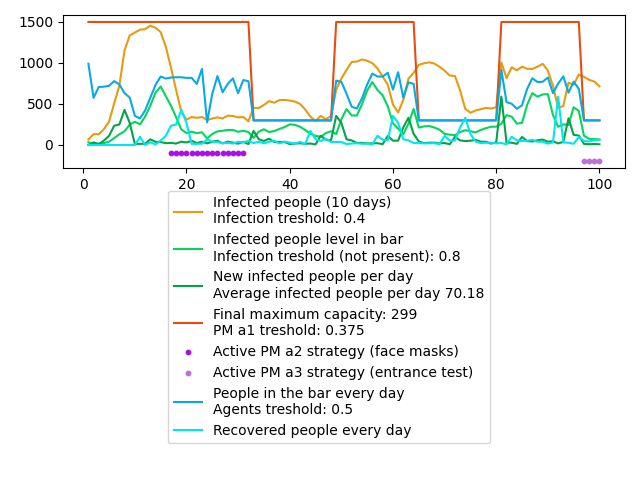 1500
1000
500
0
0 20 40 60 80 100
Infected people (10 days)
Infection treshold: 0.4
Infected people level in bar
Infection treshold (not present): 0.8
New infected people per day
Average infected people per day 70.18
Final maximum capacity: 299
PM a1 treshold: 0.375
Active PM a2 strategy (face masks)
Active PM a3 strategy (entrance test)
People in the bar every day
Agents treshold: 0.5
Recovered people every day